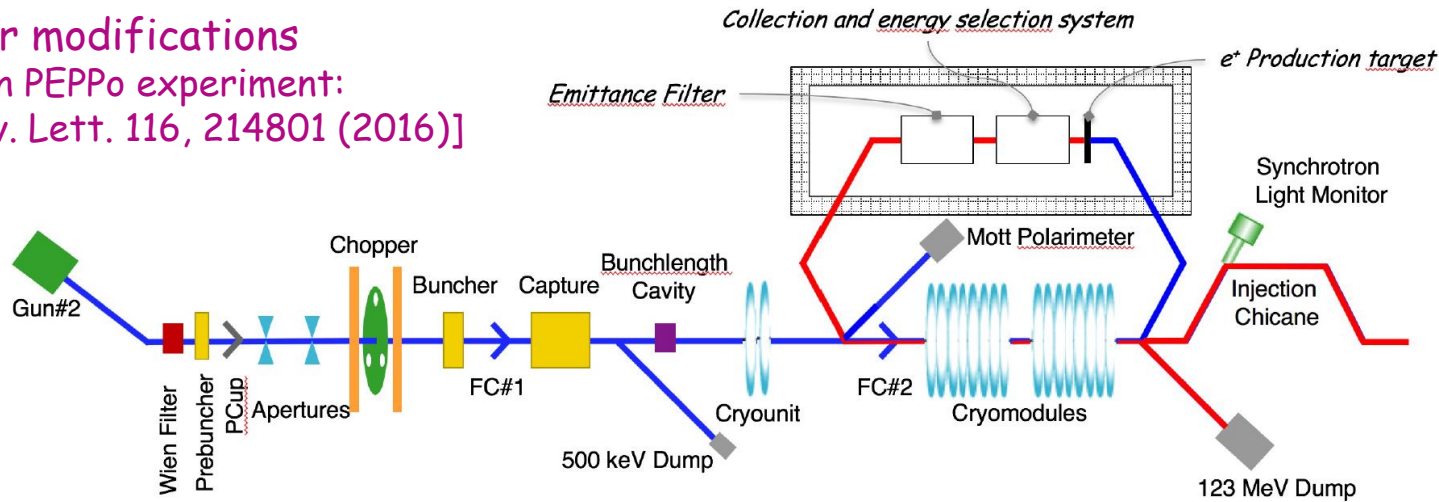 r modifications
n PEPPo experiment:
v. Lett. 116, 214801 (2016)]
Collection and energy selection system
e⁺ Production target
Emittance Filter
Synchrotron
Light Monitor
Mott Polarimeter
Chopper
Bunchlength
Cavity
Buncher
Capture
Gun#2
Injection
Chicane
Wien Filter
Prebuncher
PCup
Apertures
FC#1
FC#2
Cryounit
Cryomodules
500 keV Dump
123 MeV Dump